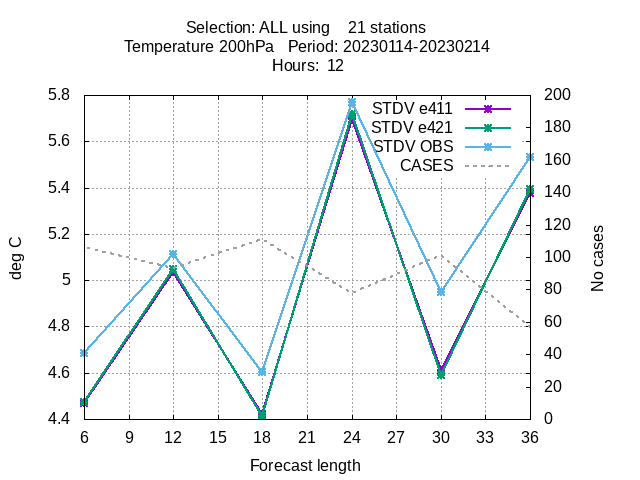 Selection: ALL using 21 stations
Temperature 200hPa Period: 20230114-20230214
Hours: 12
5.8
5.6
5.4
5.2
5
4.8
4.6
4.4
deg C
STDV e411
STDV e421
STDV OBS
CASES
200
180
160
140
120
100
80
60
40
20
0
No cases
6 9 12 15 18 21 24 27 30 33 36
Forecast length